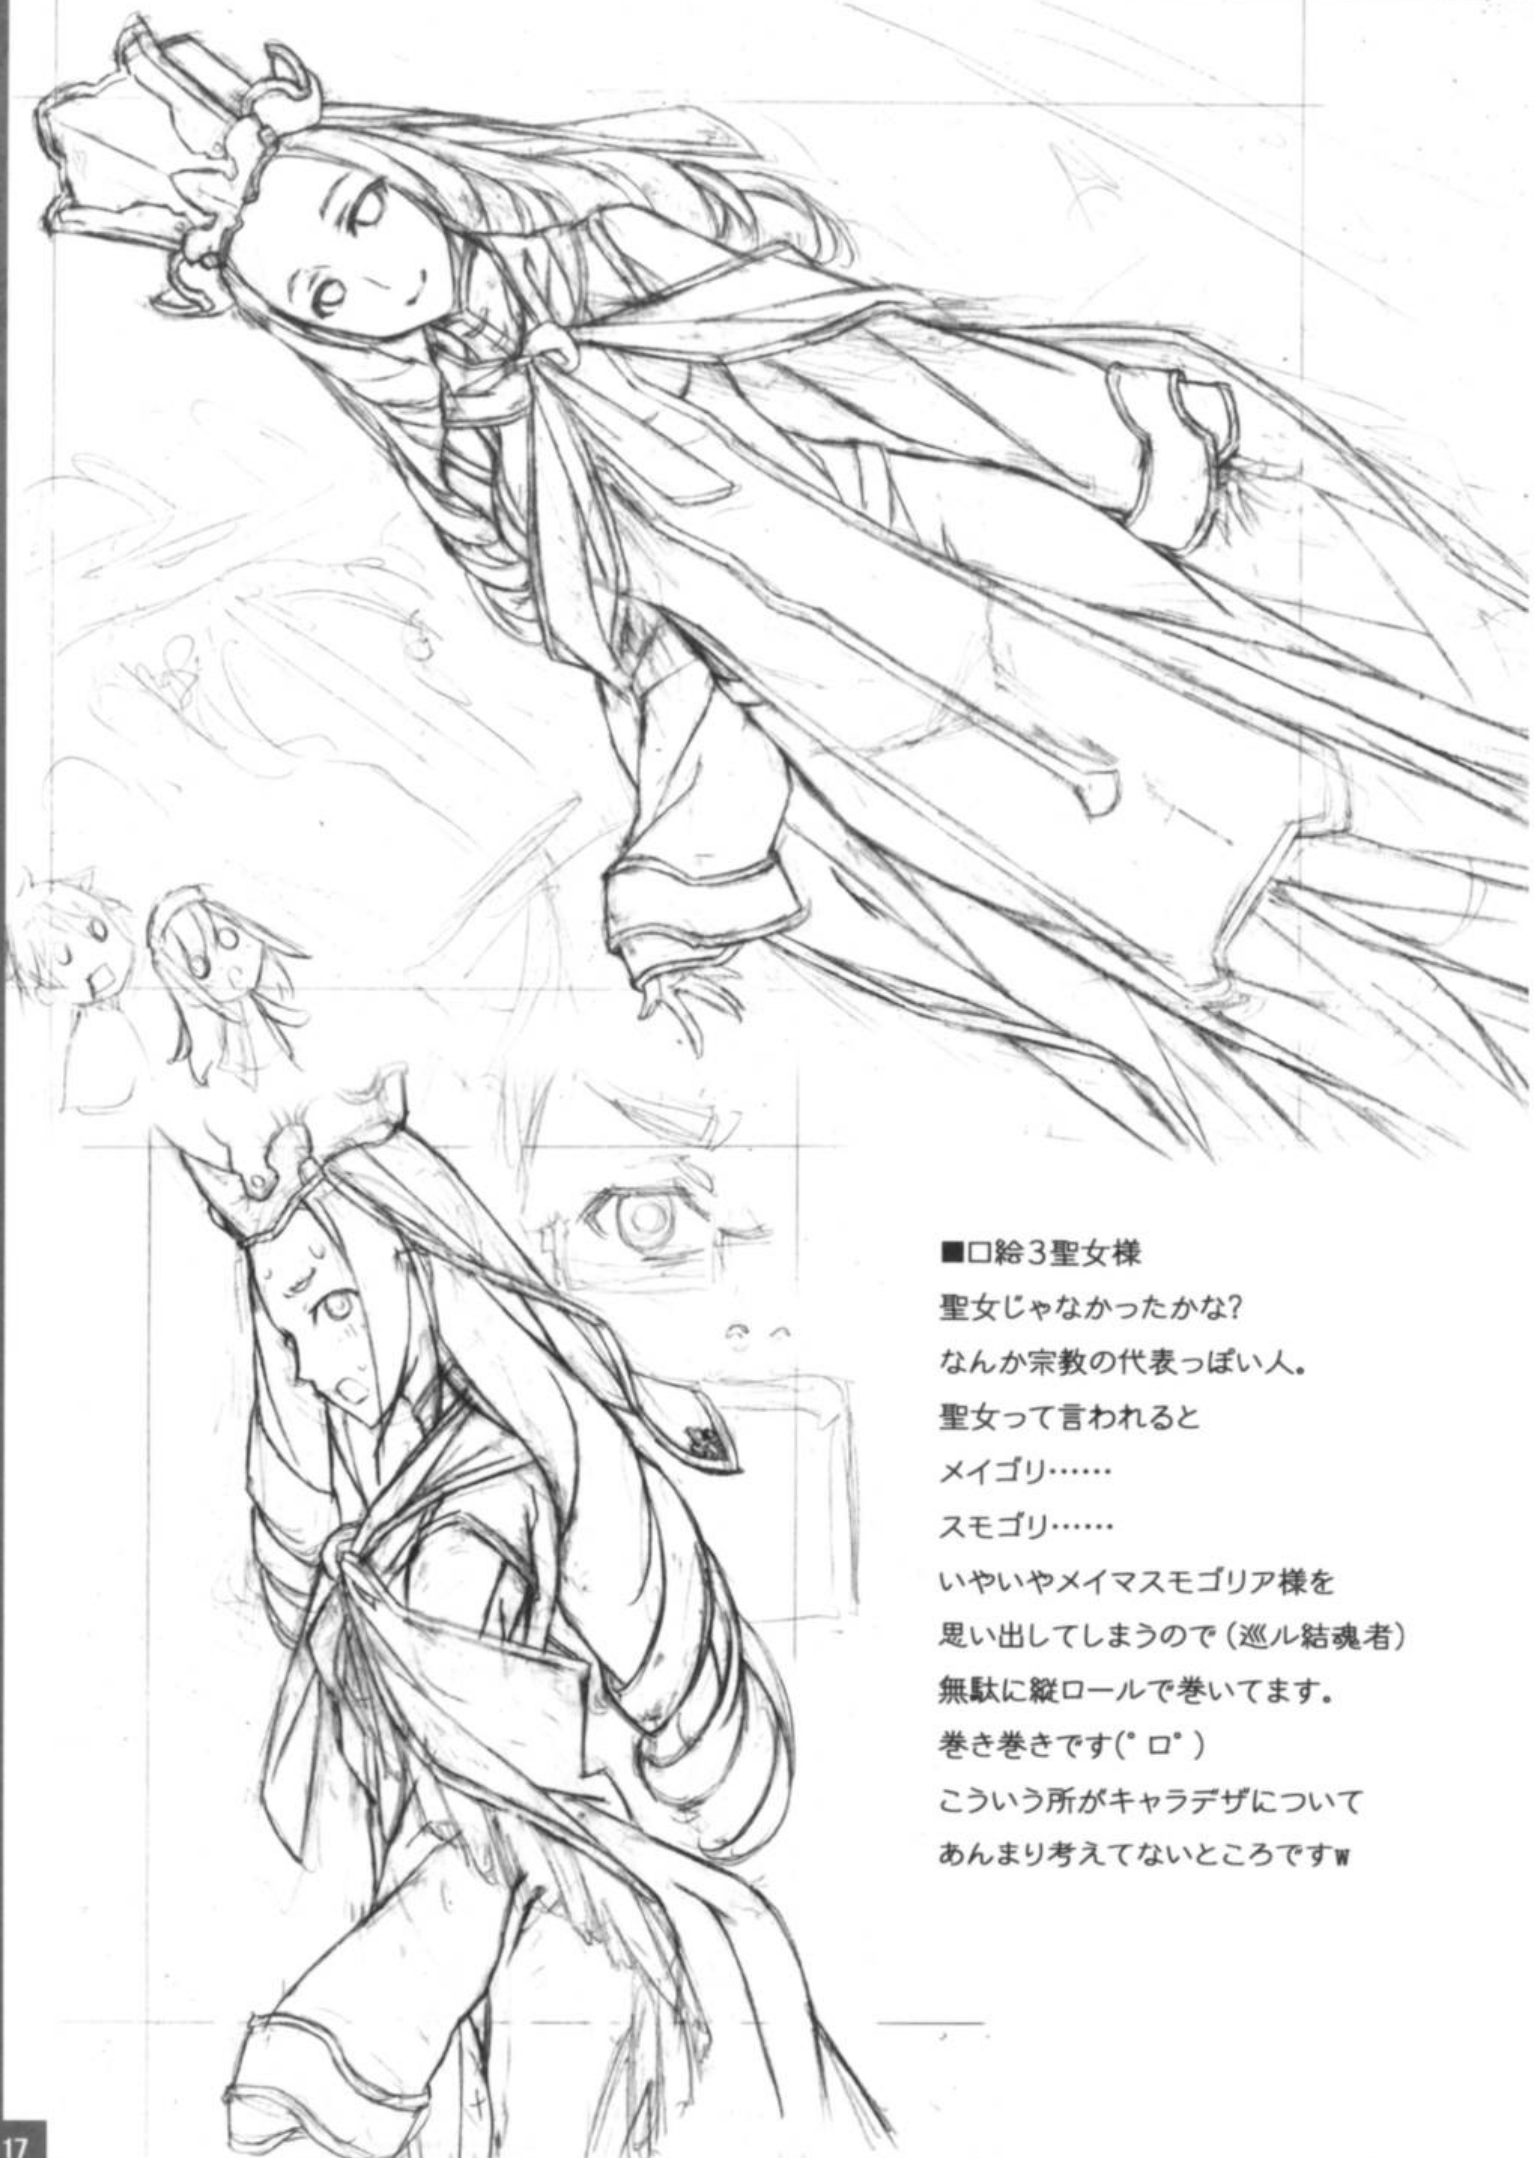 ■口絵3聖女様
聖女じゃなかったかな?
なんか宗教の代表っぽい人。
聖女って言われると
メイゴリ……
スモゴリ……
いやいやメイマスモゴリア様を
思い出してしまうので(巡ル結魂者)
無駄に縦ロールで巻いてます。
巻き巻きです(ﾟロﾟ)
こういう所がキャラデザについて
あんまり考えてないところですw
17